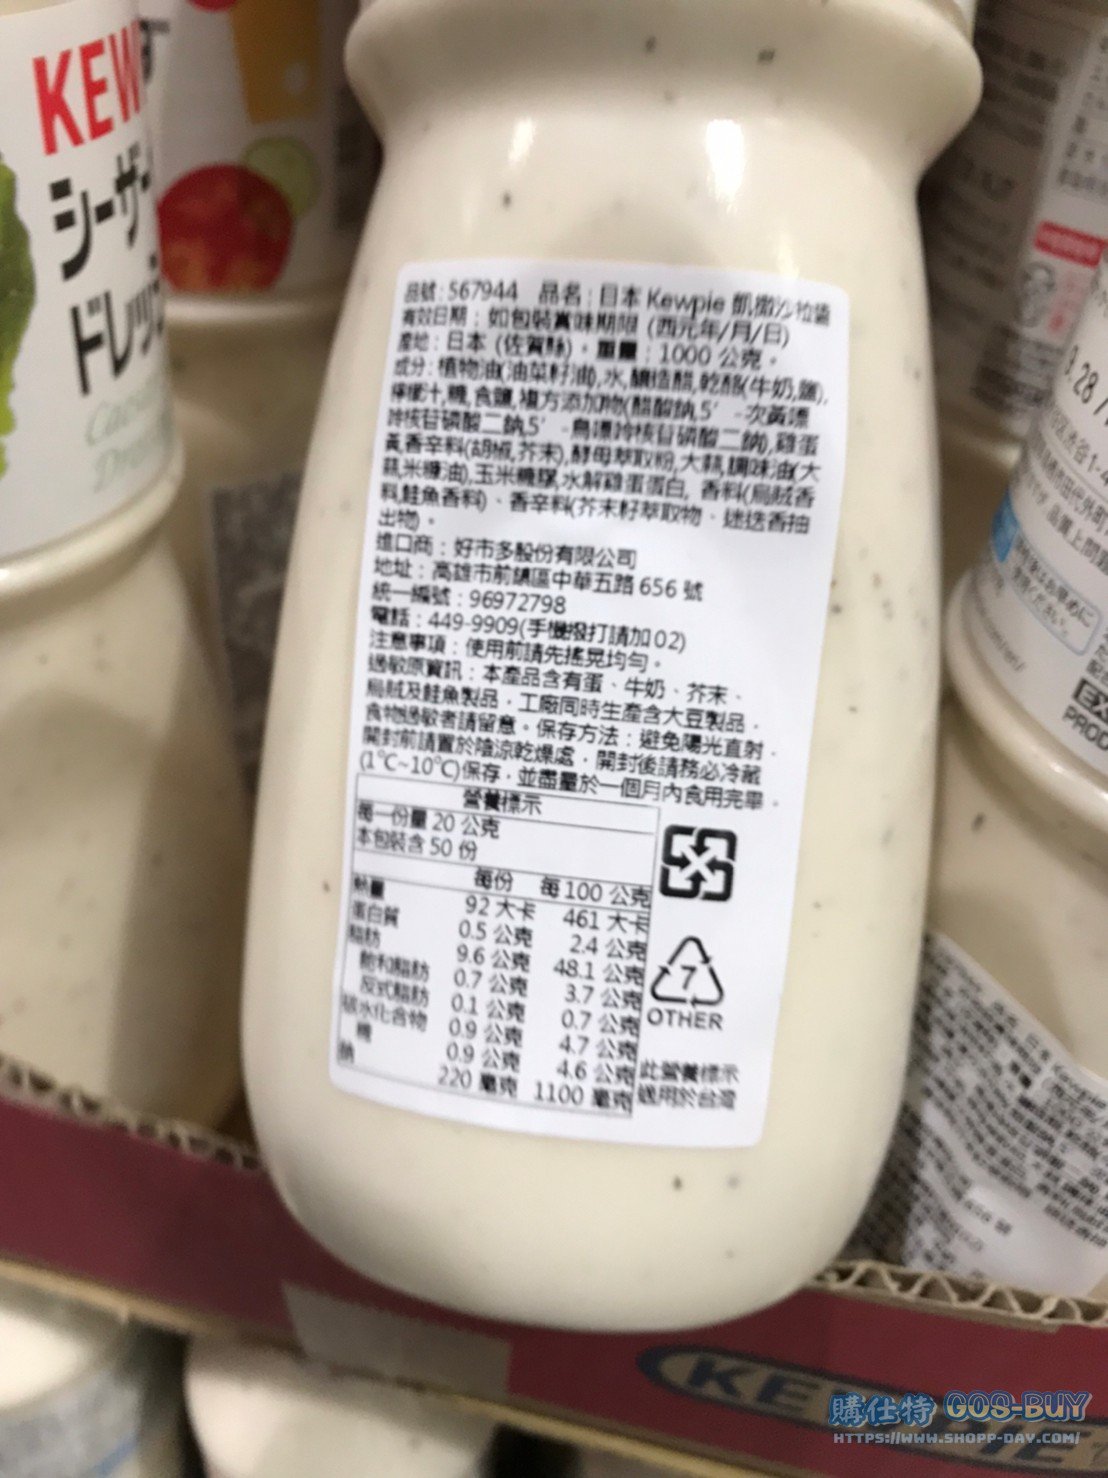 KEW
シーザー
ドレッシ
品號：567944　品名：日本 Kewpie 凱撒沙拉醬
有效日期：如包裝賞味期限 (西元年/月/日)
產地：日本 (佐賀縣)。重量：1000 公克。
成分：植物油(油菜籽油),水,釀造醋,乾酪(牛奶,鹽),
檸檬汁,糖,食鹽,複方添加物(醋酸鈉,5’-次黃嘌
呤核苷磷酸二鈉,5’-鳥嘌呤核苷磷酸二鈉),雞蛋
黃,香辛料(胡椒,芥末),酵母萃取粉,大蒜,調味油(大
蒜,米糠油),玉米糖膠,水解雞蛋蛋白, 香料(烏賊香
料,鮭魚香料)、香辛料(芥末籽萃取物、迷迭香抽
出物)。
進口商：好市多股份有限公司
地址：高雄市前鎮區中華五路 656 號
統一編號：96972798
電話：449-9909(手機撥打請加 02)
注意事項：使用前請先搖晃均勻。
過敏原資訊：本產品含有蛋、牛奶、芥末、
烏賊及鮭魚製品，工廠同時生產含大豆製品，
食物過敏者請留意。保存方法：避免陽光直射，
開封前請置於陰涼乾燥處，開封後請務必冷藏
(1℃~10℃)保存，並盡量於一個月內食用完畢。
營養標示
每一份量 20 公克
本包裝含 50 份
每份　每 100 公克
熱量 92 大卡 461 大卡
蛋白質 0.5 公克 2.4 公克
脂肪 9.6 公克 48.1 公克
飽和脂肪 0.7 公克 3.7 公克
反式脂肪 0.1 公克 0.7 公克
碳水化合物 0.9 公克 4.7 公克
糖 0.9 公克 4.6 公克
鈉 220 毫克 1100 毫克
7
OTHER
此營養標示
適用於台灣
購仕特 GOS-BUY
HTTPS://WWW.SHOPP-DAY.COM/